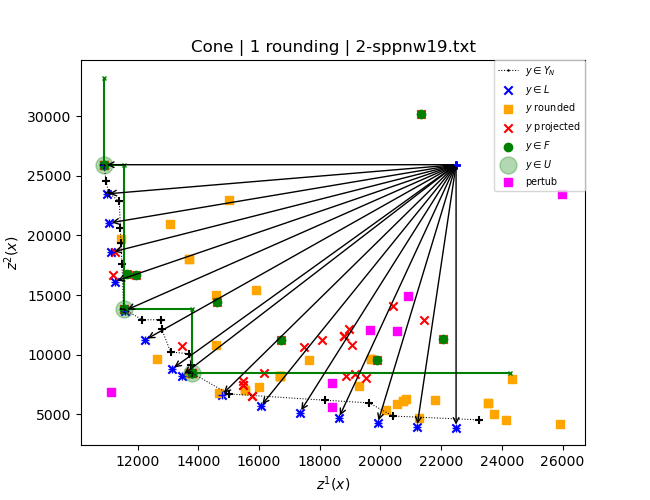 Cone | 1 rounding | 2-sppnw19.txt
z²(x)
30000
25000
20000
15000
10000
5000
12000 14000 16000 18000 20000 22000 24000 26000
z¹(x)
y ∈ Y_N
y ∈ L
y rounded
y projected
y ∈ F
y ∈ U
pertub